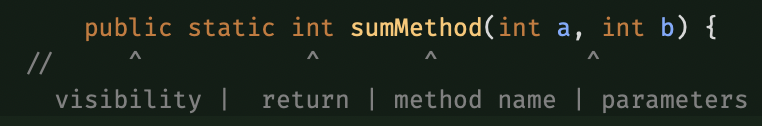 public static int sumMethod(int a, int b) {
// ^ ^ ^ ^
visibility | return | method name | parameters